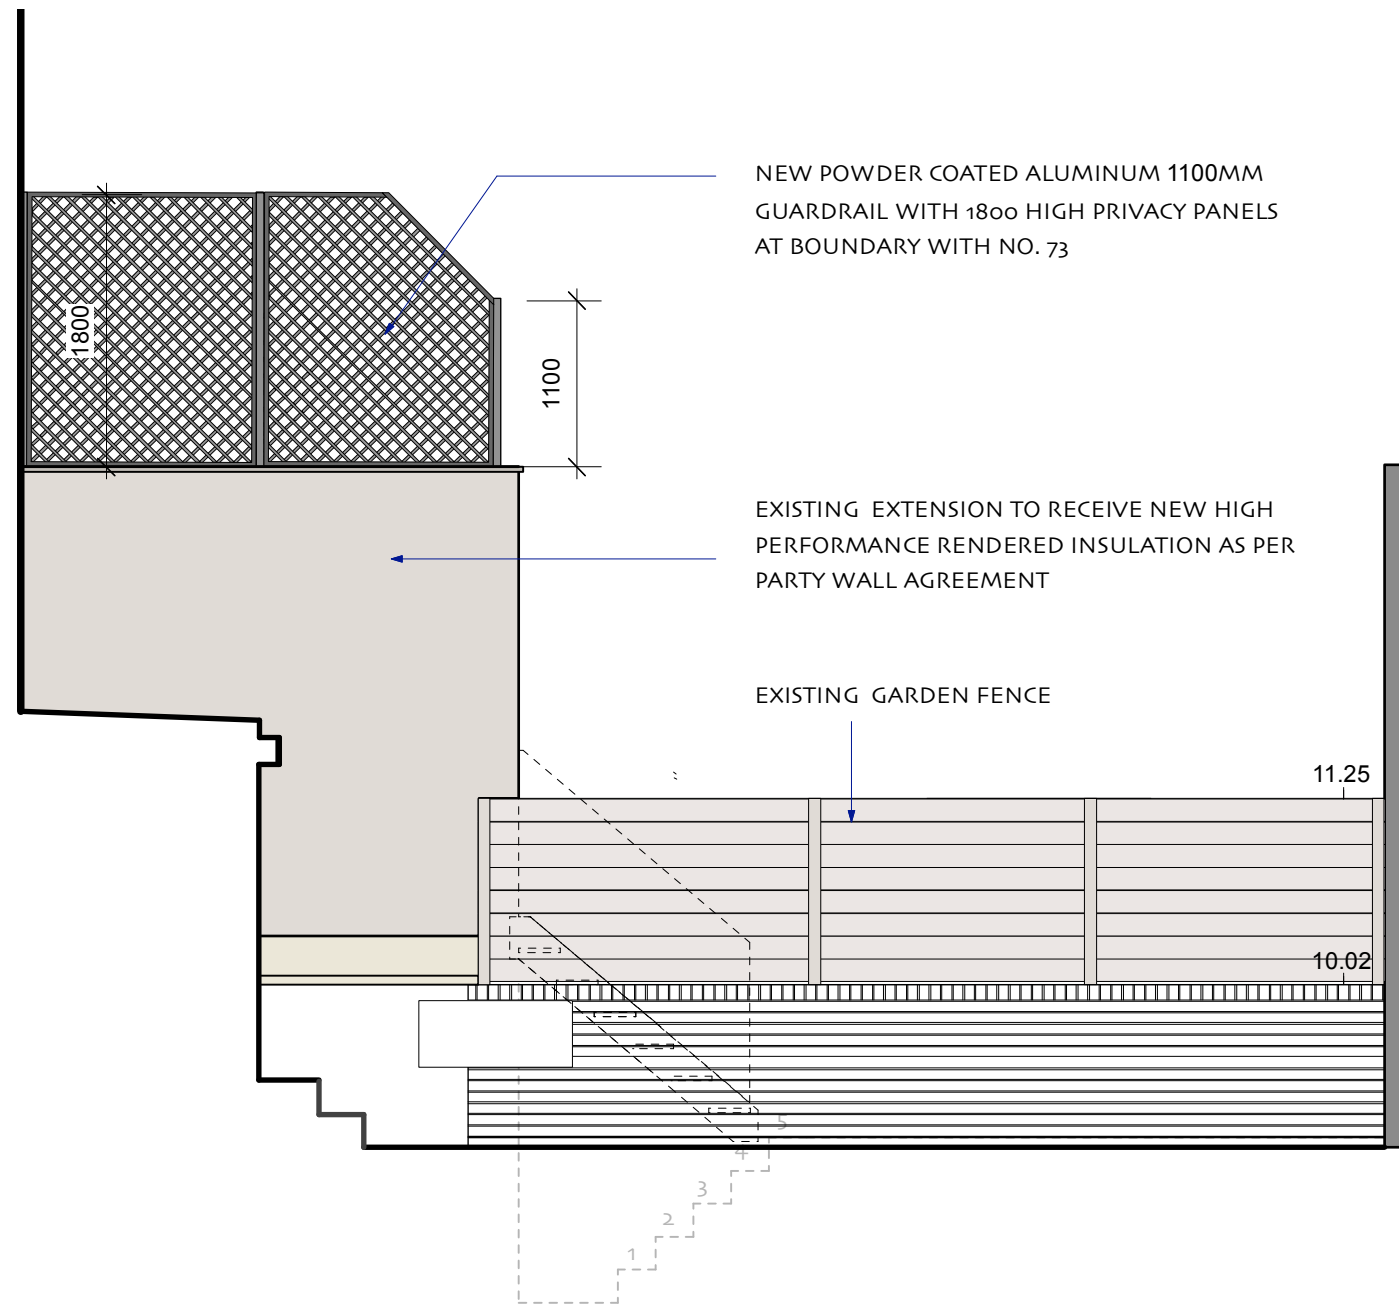 NEW POWDER COATED ALUMINUM 1100MM
GUARDRAIL WITH 1800 HIGH PRIVACY PANELS
AT BOUNDARY WITH NO. 73
1800
1100
EXISTING EXTENSION TO RECEIVE NEW HIGH
PERFORMANCE RENDERED INSULATION AS PER
PARTY WALL AGREEMENT
EXISTING GARDEN FENCE
11.25
10.02
5
4
3
2
1